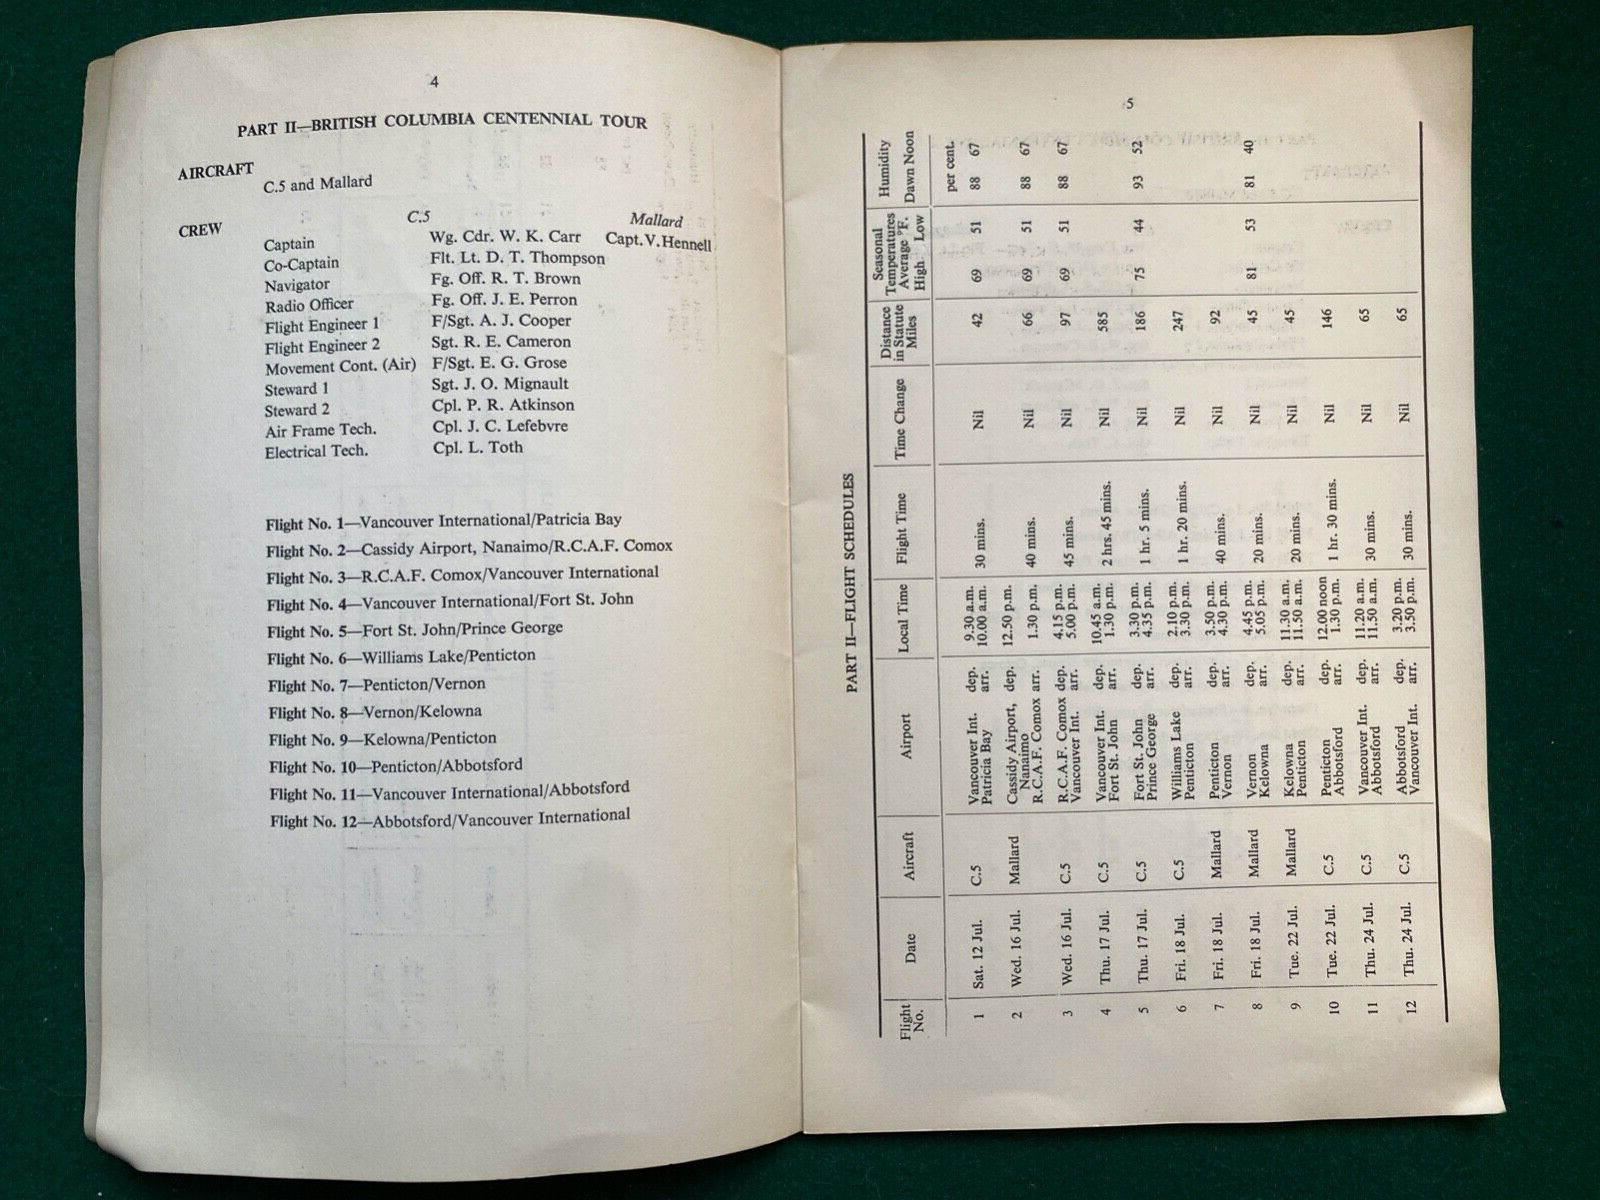 4
PART II—BRITISH COLUMBIA CENTENNIAL TOUR
AIRCRAFT
C.5 and Mallard
CREW C.5 Mallard
Captain Wg. Cdr. W. K. Carr Capt. V. Hennell
Co-Captain Flt. Lt. D. T. Thompson
Navigator Fg. Off. R. T. Brown
Radio Officer Fg. Off. J. E. Perron
Flight Engineer 1 F/Sgt. A. J. Cooper
Flight Engineer 2 Sgt. R. E. Cameron
Movement Cont. (Air) F/Sgt. E. G. Grose
Steward 1 Sgt. J. O. Mignault
Steward 2 Cpl. P. R. Atkinson
Air Frame Tech. Cpl. J. C. Lefebvre
Electrical Tech. Cpl. L. Toth
Flight No. 1—Vancouver International/Patricia Bay
Flight No. 2—Cassidy Airport, Nanaimo/R.C.A.F. Comox
Flight No. 3—R.C.A.F. Comox/Vancouver International
Flight No. 4—Vancouver International/Fort St. John
Flight No. 5—Fort St. John/Prince George
Flight No. 6—Williams Lake/Penticton
Flight No. 7—Penticton/Vernon
Flight No. 8—Vernon/Kelowna
Flight No. 9—Kelowna/Penticton
Flight No. 10—Penticton/Abbotsford
Flight No. 11—Vancouver International/Abbotsford
Flight No. 12—Abbotsford/Vancouver International
5
PART II—FLIGHT SCHEDULES
Flight No. Date Aircraft Airport Local Time Flight Time Time Change Distance in Statute Miles Seasonal Temperatures Average °F. High Low Humidity Dawn Noon
per cent.
1 Sat. 12 Jul. C.5 Vancouver Int. dep. 9.30 a.m. 30 mins. Nil 42 69 51 88 67
Patricia Bay arr. 10.00 a.m.
2 Wed. 16 Jul. Mallard Cassidy Airport, dep. 12.50 p.m.
Nanaimo
R.C.A.F. Comox arr. 1.30 p.m. 40 mins. Nil 66 69 51 88 67
3 Wed. 16 Jul. C.5 R.C.A.F. Comox dep. 4.15 p.m. 45 mins. Nil 97 69 51 88 67
Vancouver Int. arr. 5.00 p.m.
4 Thu. 17 Jul. C.5 Vancouver Int. dep. 10.45 a.m. 2 hrs. 45 mins. Nil 585
Fort St. John arr. 1.30 p.m.
5 Thu. 17 Jul. C.5 Fort St. John dep. 3.30 p.m. 1 hr. 5 mins. Nil 186 75 44 93 52
Prince George arr. 4.35 p.m.
6 Fri. 18 Jul. C.5 Williams Lake dep. 2.10 p.m. 1 hr. 20 mins. Nil 247
Penticton arr. 3.30 p.m.
7 Fri. 18 Jul. Mallard Penticton dep. 3.50 p.m. 40 mins. Nil 92
Vernon arr. 4.30 p.m.
8 Fri. 18 Jul. Mallard Vernon dep. 4.45 p.m. 20 mins. Nil 45 81 53 81 40
Kelowna arr. 5.05 p.m.
9 Tue. 22 Jul. Mallard Kelowna dep. 11.30 a.m. 20 mins. Nil 45
Penticton arr. 11.50 a.m.
10 Tue. 22 Jul. C.5 Penticton dep. 12.00 noon 1 hr. 30 mins. Nil 146
Abbotsford arr. 1.30 p.m.
11 Thu. 24 Jul. C.5 Vancouver Int. dep. 11.20 a.m. 30 mins. Nil 65
Abbotsford arr. 11.50 a.m.
12 Thu. 24 Jul. C.5 Abbotsford dep. 3.20 p.m. 30 mins. Nil 65
Vancouver Int. arr. 3.50 p.m.